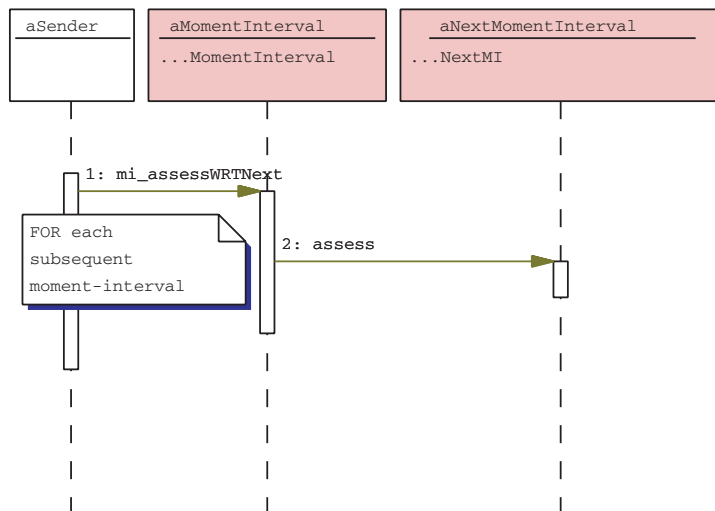 aSender
aMomentInterval
...MomentInterval
aNextMomentInterval
...NextMI
1: mi_assessWRTNext
FOR each
subsequent
moment-interval
2: assess